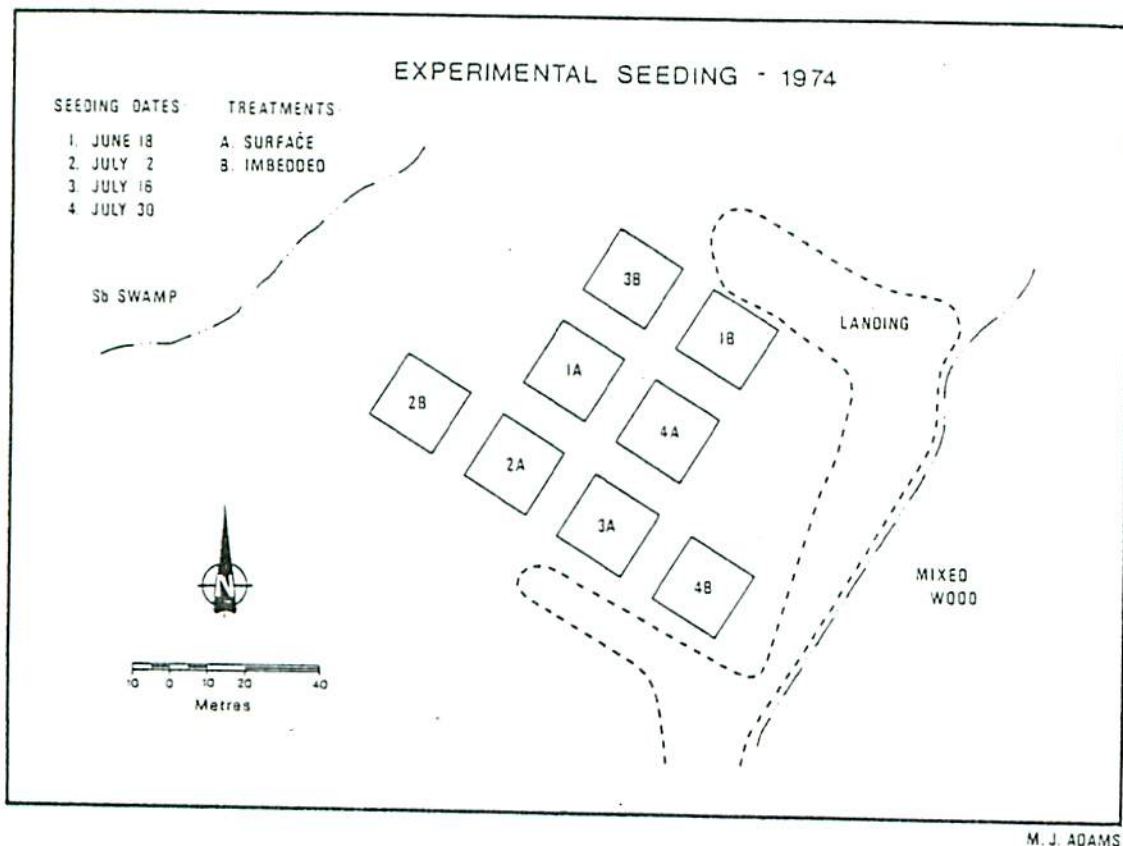 EXPERIMENTAL SEEDING - 1974
SEEDING DATES
1. JUNE 18
2. JULY 2
3. JULY 16
4. JULY 30
TREATMENTS
A. SURFACE
B. IMBEDDED
Sb SWAMP
3B
1B
LANDING
1A
2B
4A
2A
3A
4B
MIXED
WOOD
N
10 0 10 20 40
Metres
M. J. ADAMS